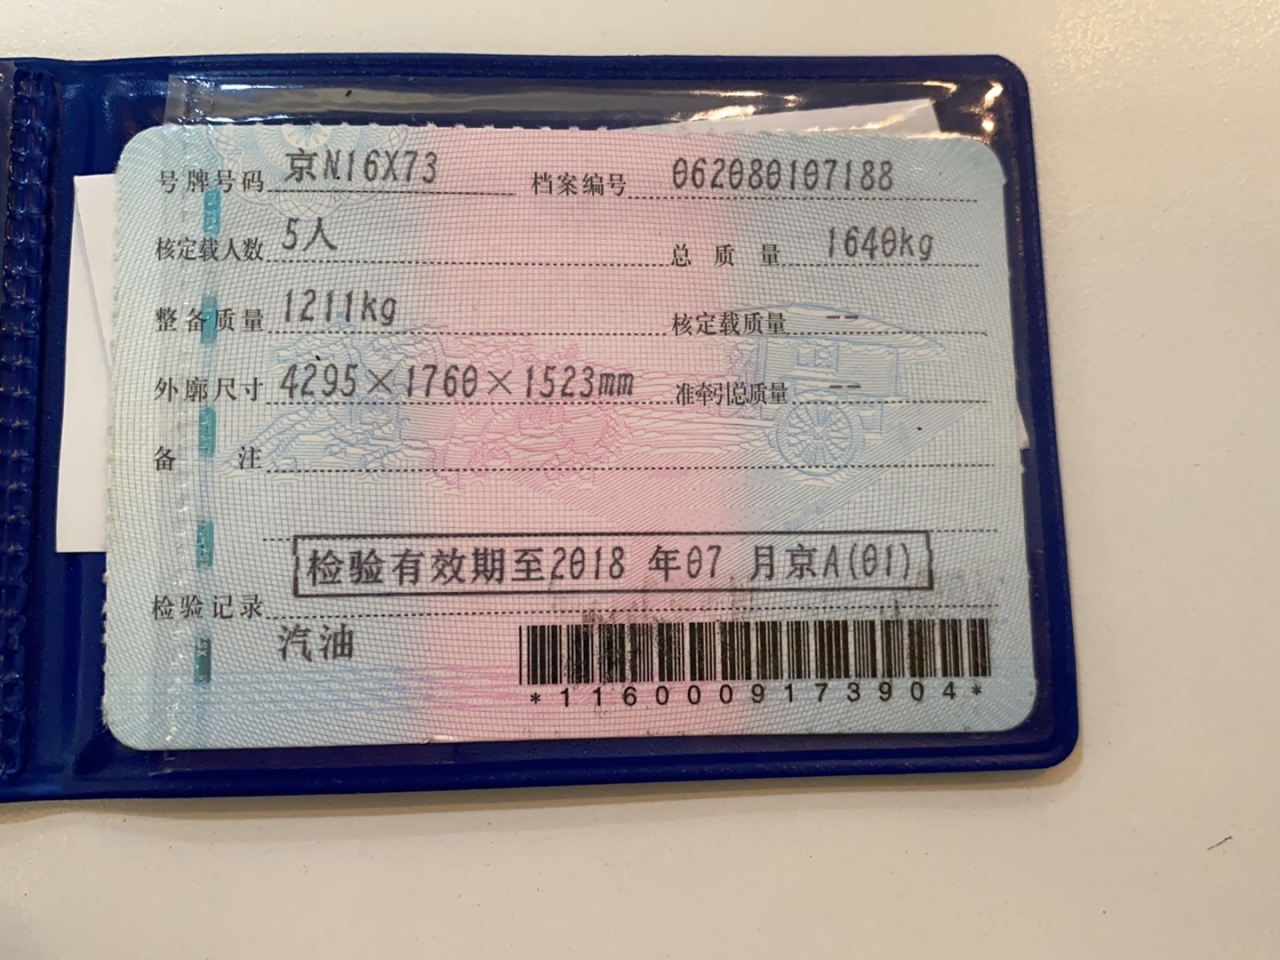 号牌号码 京N16X73 档案编号 062080107188
核定载人数 5人 总质量 1640kg
整备质量 1211kg 核定载质量 --
外廓尺寸 4295×1760×1523mm 准牵引总质量 --
备注
检验有效期至2018 年07 月京A(01)
检验记录
汽油
*1160009173904*